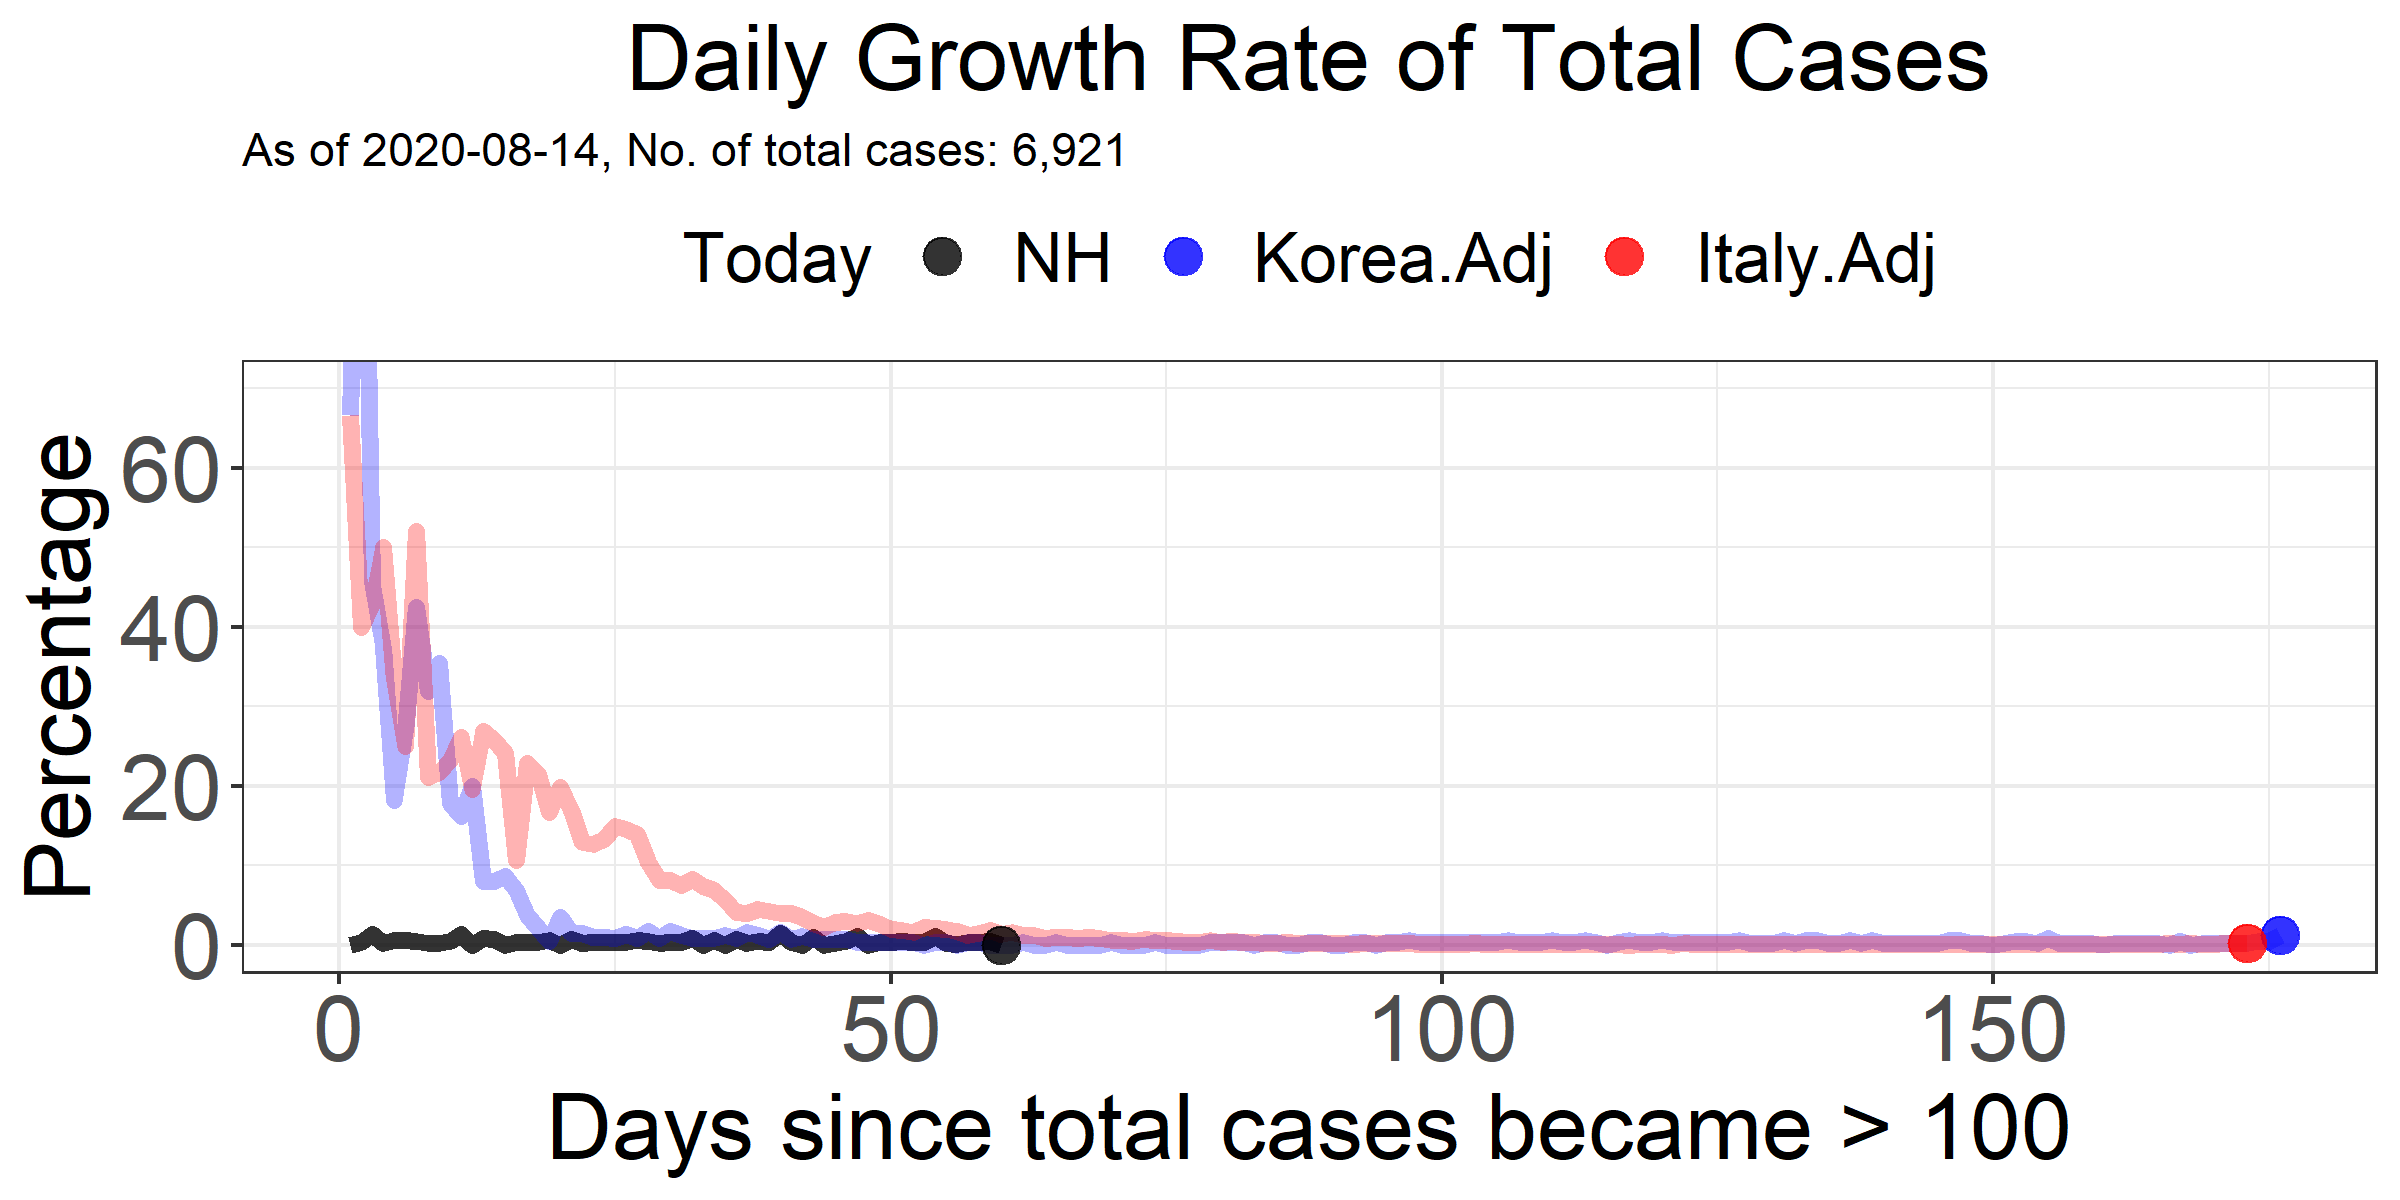 Daily Growth Rate of Total Cases
As of 2020-08-14, No. of total cases: 6,921
Today NH Korea.Adj Italy.Adj
Percentage
60
40
20
0
0 50 100 150
Days since total cases became > 100